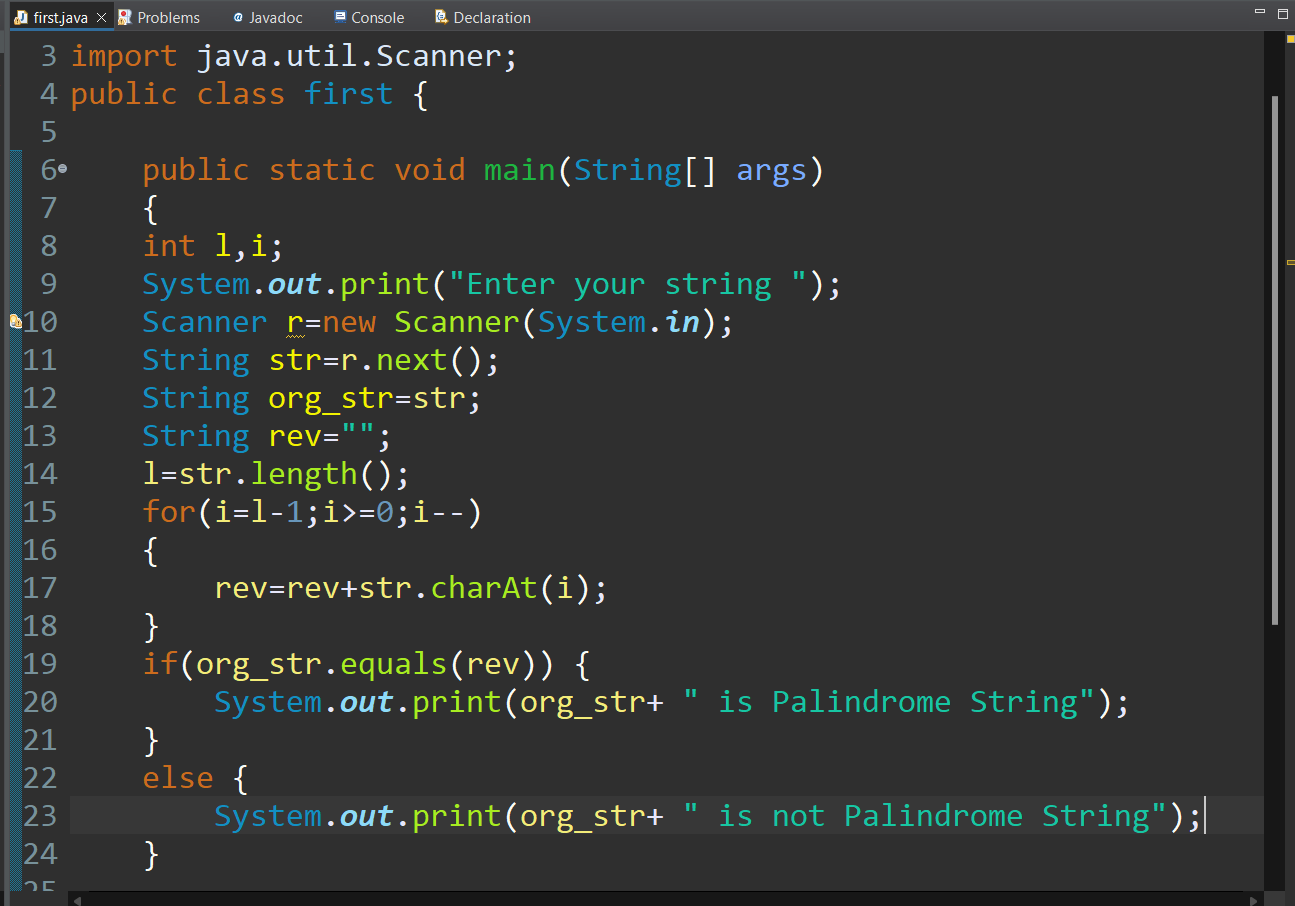 first.java Problems Javadoc Console Declaration
3 import java.util.Scanner;
4 public class first {
5
6 public static void main(String[] args)
7 {
8 int l,i;
9 System.out.print("Enter your string ");
10 Scanner r=new Scanner(System.in);
11 String str=r.next();
12 String org_str=str;
13 String rev="";
14 l=str.length();
15 for(i=l-1;i>=0;i--)
16 {
17 rev=rev+str.charAt(i);
18 }
19 if(org_str.equals(rev)) {
20 System.out.print(org_str+ " is Palindrome String");
21 }
22 else {
23 System.out.print(org_str+ " is not Palindrome String");
24 }
25